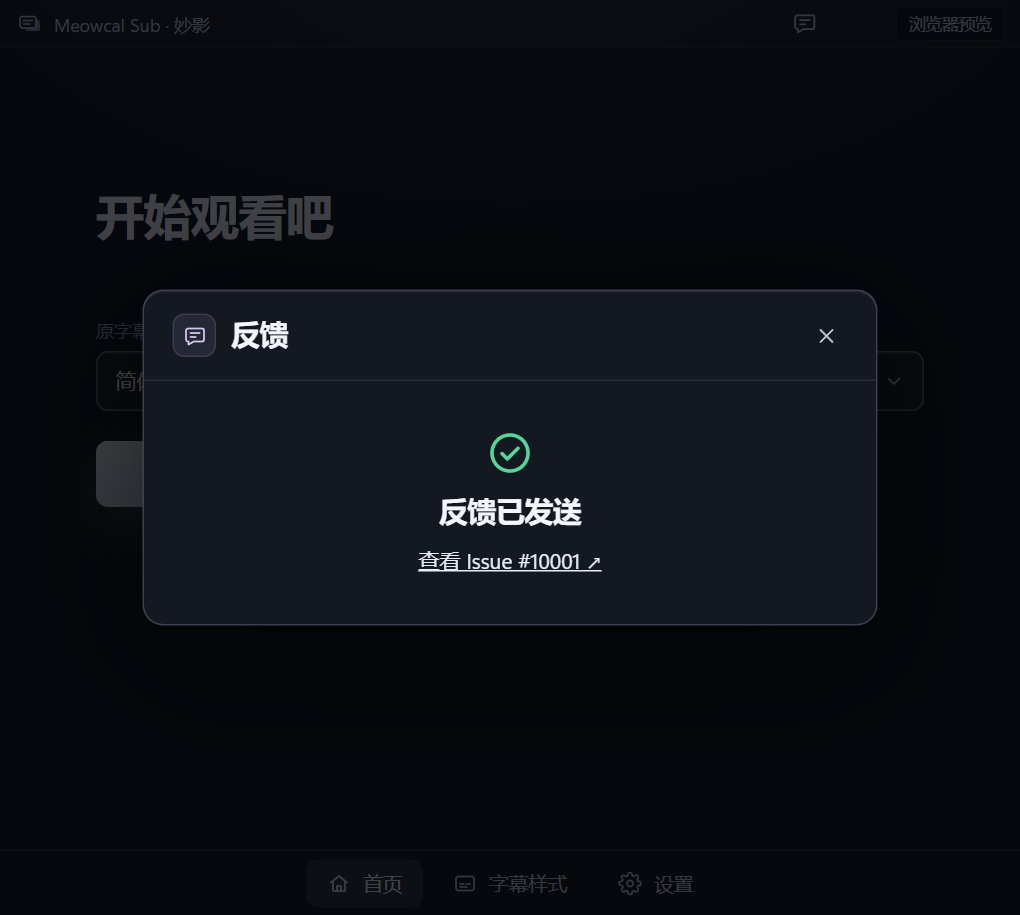 Meowcal Sub · 妙影
浏览器预览
开始观看吧
原字幕
反馈
反馈已发送
查看 Issue #10001 ↗
首页
字幕样式
设置